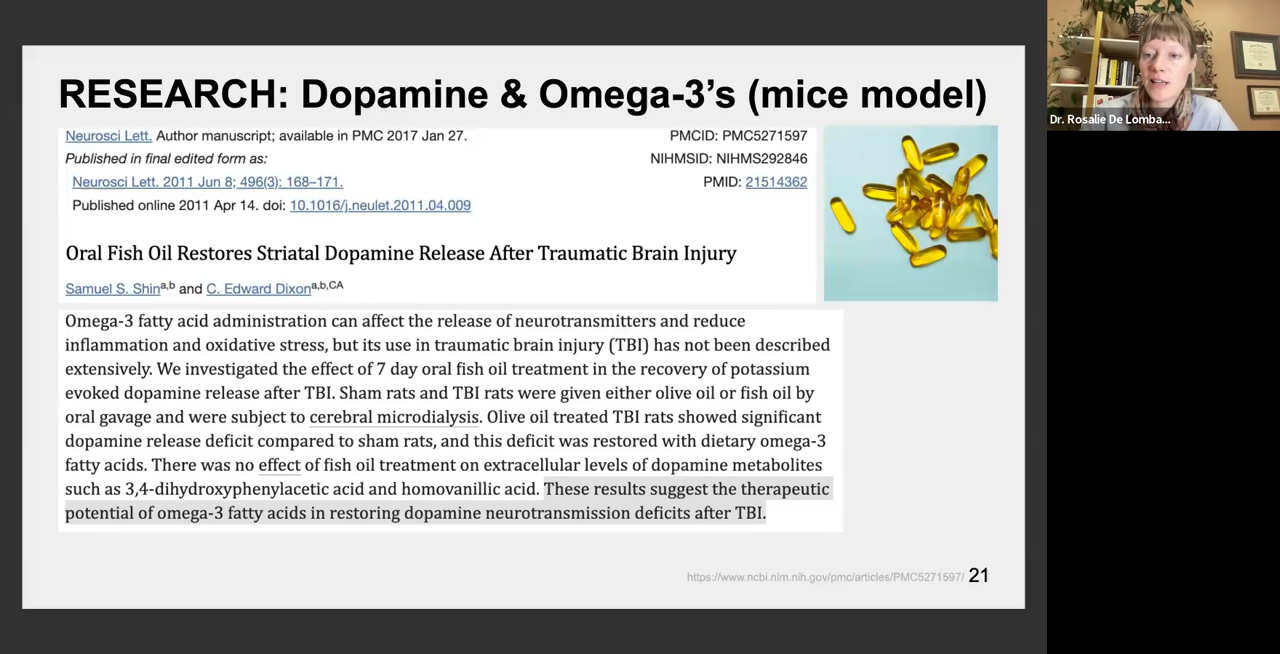 RESEARCH: Dopamine & Omega-3's (mice model)
Neurosci Lett. Author manuscript; available in PMC 2017 Jan 27.
PMCID: PMC5271597
Published in final edited form as:
NIHMSID: NIHMS292846
Neurosci Lett. 2011 Jun 8; 496(3): 168–171.
PMID: 21514362
Published online 2011 Apr 14. doi: 10.1016/j.neulet.2011.04.009
Oral Fish Oil Restores Striatal Dopamine Release After Traumatic Brain Injury
Samuel S. Shin a,b and C. Edward Dixon a,b,CA
Omega-3 fatty acid administration can affect the release of neurotransmitters and reduce
inflammation and oxidative stress, but its use in traumatic brain injury (TBI) has not been described
extensively. We investigated the effect of 7 day oral fish oil treatment in the recovery of potassium
evoked dopamine release after TBI. Sham rats and TBI rats were given either olive oil or fish oil by
oral gavage and were subject to cerebral microdialysis. Olive oil treated TBI rats showed significant
dopamine release deficit compared to sham rats, and this deficit was restored with dietary omega-3
fatty acids. There was no effect of fish oil treatment on extracellular levels of dopamine metabolites
such as 3,4-dihydroxyphenylacetic acid and homovanillic acid. These results suggest the therapeutic
potential of omega-3 fatty acids in restoring dopamine neurotransmission deficits after TBI.
https://www.ncbi.nlm.nih.gov/pmc/articles/PMC5271597/ 21
Dr. Rosalie De Lomba...